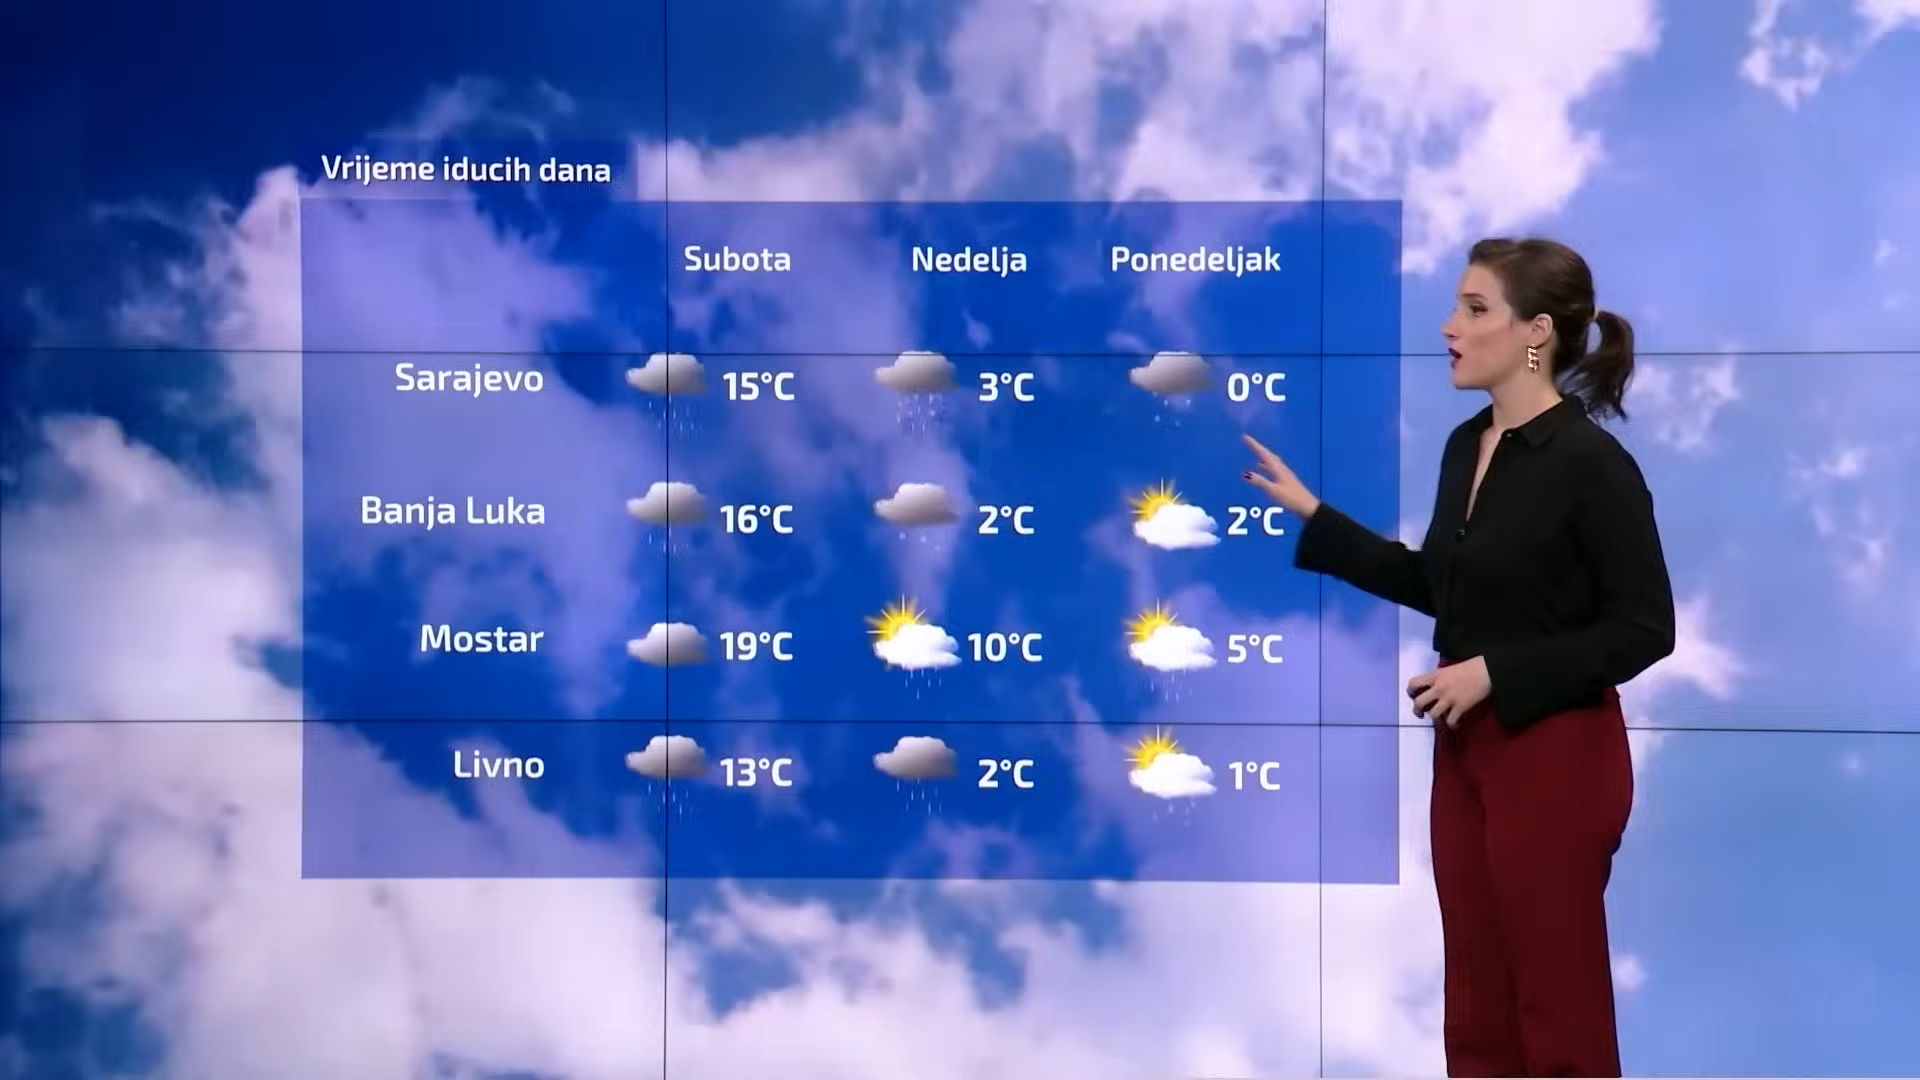 Vrijeme iducih dana
Subota Nedelja Ponedeljak
Sarajevo 15°C 3°C 0°C
Banja Luka 16°C 2°C 2°C
Mostar 19°C 10°C 5°C
Livno 13°C 2°C 1°C